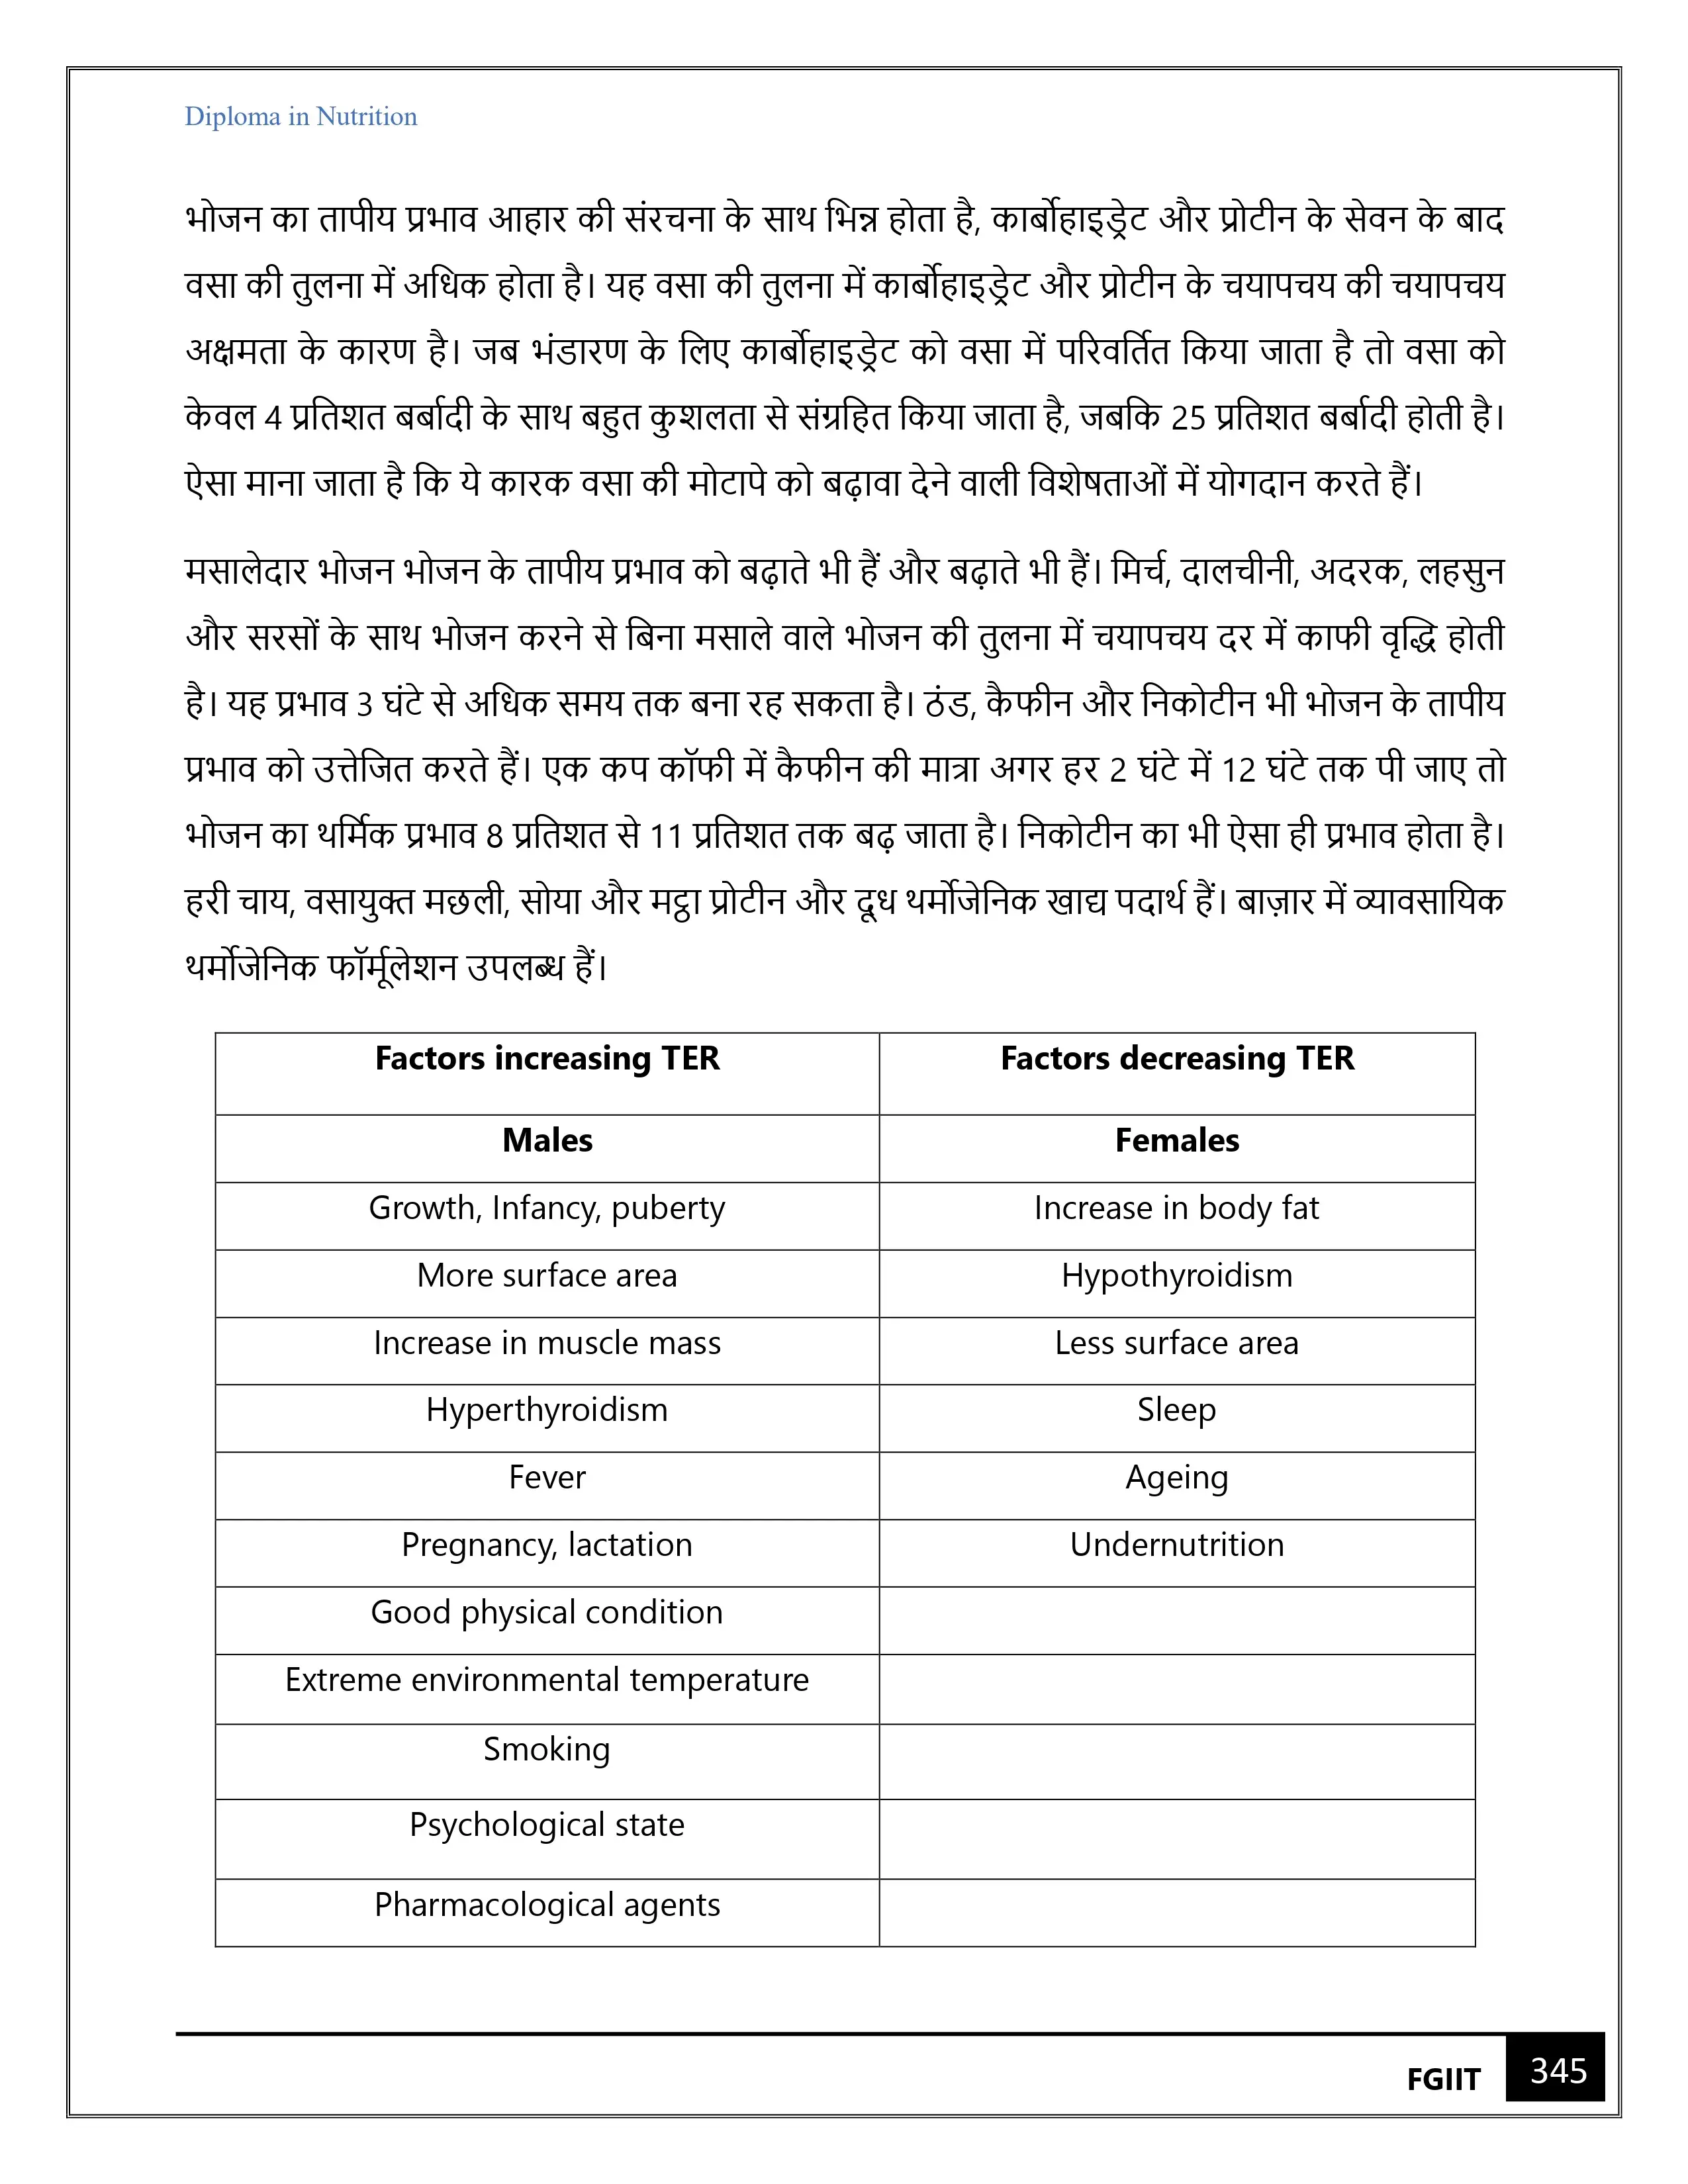 Diploma in Nutrition
भोजन का तापीय प्रभाव आहार की संरचना के साथ भिन्न होता है, कार्बोहाइड्रेट और प्रोटीन के सेवन के बाद
वसा की तुलना में अधिक होता है। यह वसा की तुलना में कार्बोहाइड्रेट और प्रोटीन के चयापचय की चयापचय
अक्षमता के कारण है। जब भंडारण के लिए कार्बोहाइड्रेट को वसा में परिवर्तित किया जाता है तो वसा को
केवल 4 प्रतिशत बर्बादी के साथ बहुत कुशलता से संग्रहित किया जाता है, जबकि 25 प्रतिशत बर्बादी होती है।
ऐसा माना जाता है कि ये कारक वसा की मोटापे को बढ़ावा देने वाली विशेषताओं में योगदान करते हैं।
मसालेदार भोजन भोजन के तापीय प्रभाव को बढ़ाते भी हैं और बढ़ाते भी हैं। मिर्च, दालचीनी, अदरक, लहसुन
और सरसों के साथ भोजन करने से बिना मसाले वाले भोजन की तुलना में चयापचय दर में काफी वृद्धि होती
है। यह प्रभाव 3 घंटे से अधिक समय तक बना रह सकता है। ठंड, कैफीन और निकोटीन भी भोजन के तापीय
प्रभाव को उत्तेजित करते हैं। एक कप कॉफी में कैफीन की मात्रा अगर हर 2 घंटे में 12 घंटे तक पी जाए तो
भोजन का थर्मिक प्रभाव 8 प्रतिशत से 11 प्रतिशत तक बढ़ जाता है। निकोटीन का भी ऐसा ही प्रभाव होता है।
हरी चाय, वसायुक्त मछली, सोया और मट्ठा प्रोटीन और दूध थर्मोजेनिक खाद्य पदार्थ हैं। बाज़ार में व्यावसायिक
थर्मोजेनिक फॉर्मूलेशन उपलब्ध हैं।
Factors increasing TER Factors decreasing TER
Males Females
Growth, Infancy, puberty Increase in body fat
More surface area Hypothyroidism
Increase in muscle mass Less surface area
Hyperthyroidism Sleep
Fever Ageing
Pregnancy, lactation Undernutrition
Good physical condition
Extreme environmental temperature
Smoking
Psychological state
Pharmacological agents
FGIIT 345